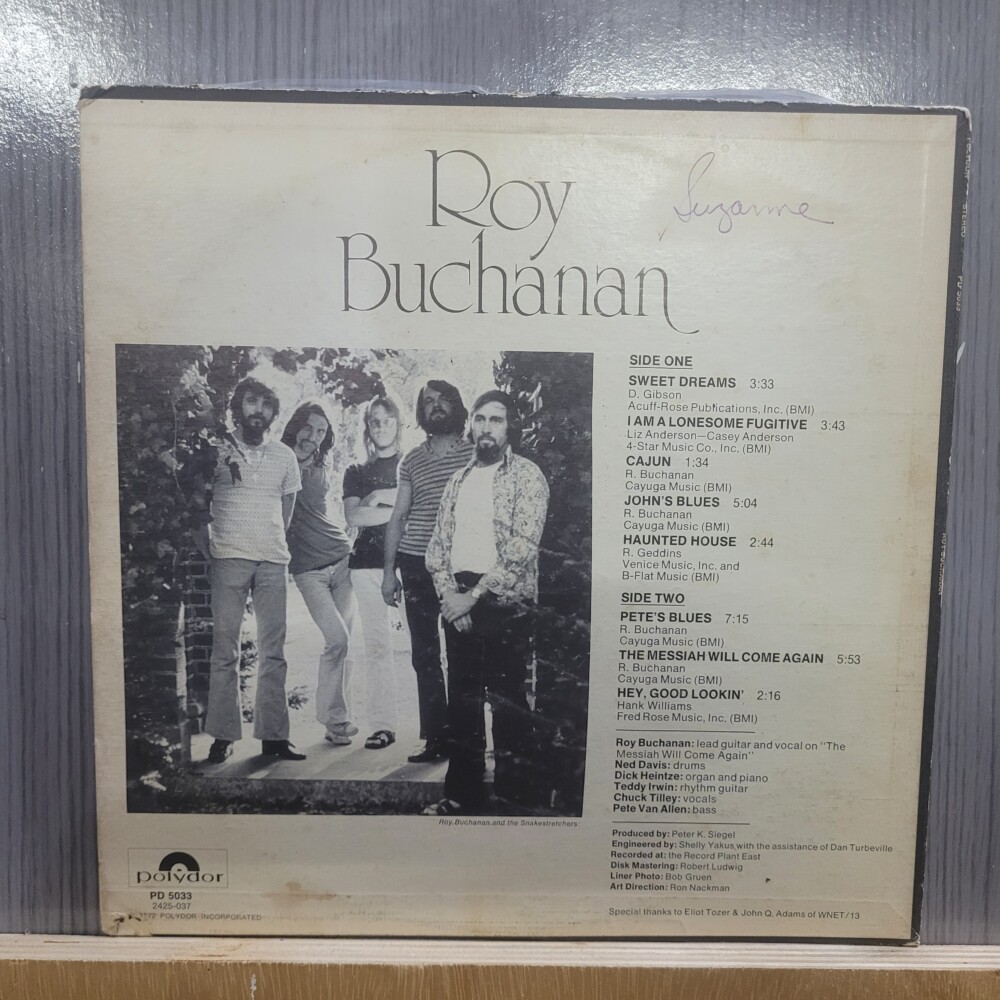 Roy
Buchanan
Suzanne
SIDE ONE
SWEET DREAMS 3:33
D. Gibson
Acuff-Rose Publications, Inc. (BMI)
I AM A LONESOME FUGITIVE 3:43
Liz Anderson—Casey Anderson
4-Star Music Co., Inc. (BMI)
CAJUN 1:34
R. Buchanan
Cayuga Music (BMI)
JOHN'S BLUES 5:04
R. Buchanan
Cayuga Music (BMI)
HAUNTED HOUSE 2:44
R. Geddins
Venice Music, Inc. and
B-Flat Music (BMI)
SIDE TWO
PETE'S BLUES 7:15
R. Buchanan
Cayuga Music (BMI)
THE MESSIAH WILL COME AGAIN 5:53
R. Buchanan
Cayuga Music (BMI)
HEY, GOOD LOOKIN' 2:16
Hank Williams
Fred Rose Music, Inc. (BMI)
Roy Buchanan: lead guitar and vocal on "The
Messiah Will Come Again"
Ned Davis: drums
Dick Heintze: organ and piano
Teddy Irwin: rhythm guitar
Chuck Tilley: vocals
Pete Van Allen: bass
Produced by: Peter K. Siegel
Engineered by: Shelly Yakus, with the assistance of Dan Turbeville
Recorded at: the Record Plant East
Disk Mastering: Robert Ludwig
Liner Photo: Bob Gruen
Art Direction: Ron Nackman
Special thanks to Eliot Tozer & John Q. Adams of WNET/13
Roy Buchanan and the Snakestretchers
polydor
PD 5033
2425-037
1972 POLYDOR INCORPORATED
STEREO
PD 5033
ROY BUCHANAN